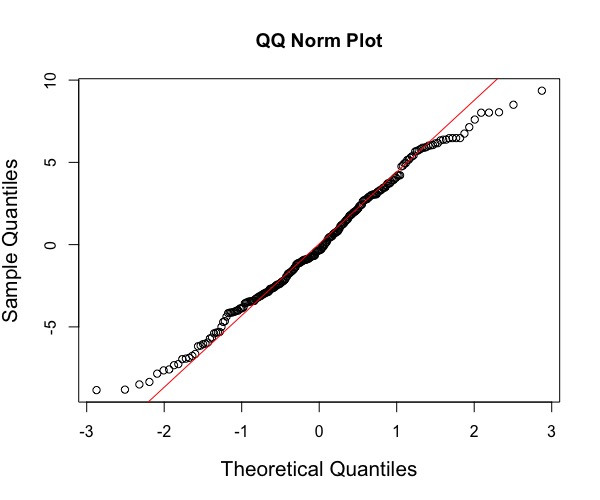 QQ Norm Plot
Sample Quantiles
10
5
0
-5
-3 -2 -1 0 1 2 3
Theoretical Quantiles